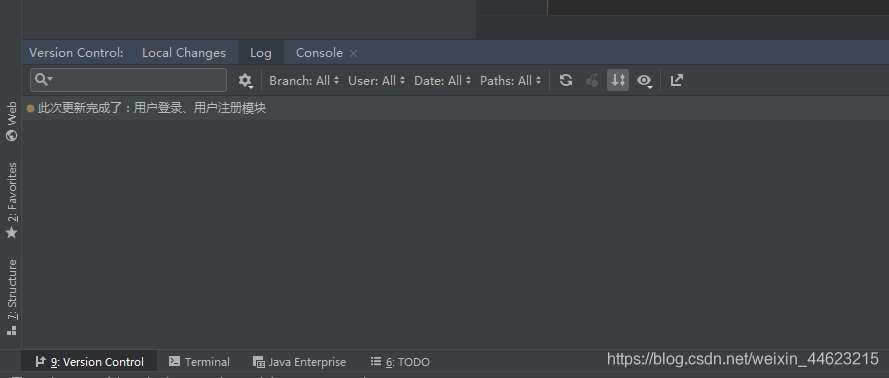 Version Control: Local Changes Log Console
Branch: All User: All Date: All Paths: All
此次更新完成了：用户登录、用户注册模块
Web
2: Favorites
7: Structure
9: Version Control Terminal Java Enterprise 6: TODO
https://blog.csdn.net/weixin_44623215